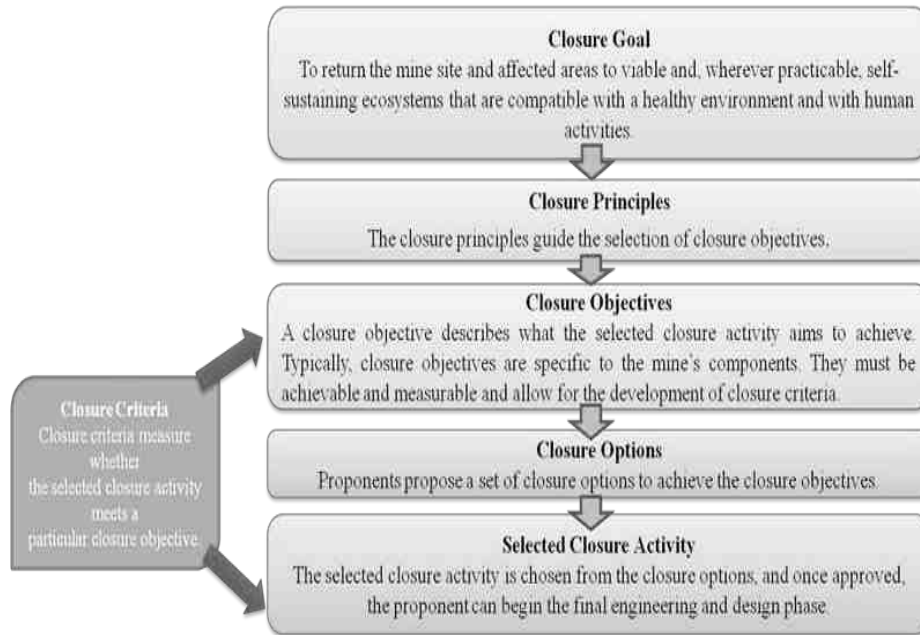 Closure Goal
To return the mine site and affected areas to viable and, wherever practicable, self-
sustaining ecosystems that are compatible with a healthy environment and with human
activities.
Closure Principles
The closure principles guide the selection of closure objectives.
Closure Objectives
A closure objective describes what the selected closure activity aims to achieve.
Typically, closure objectives are specific to the mine's components. They must be
achievable and measurable and allow for the development of closure criteria.
Closure Criteria
Closure criteria measure
whether
the selected closure activity
meets a
particular closure objective.
Closure Options
Proponents propose a set of closure options to achieve the closure objectives
Selected Closure Activity
The selected closure activity is chosen from the closure options, and once approved,
the proponent can begin the final engineering and design phase.